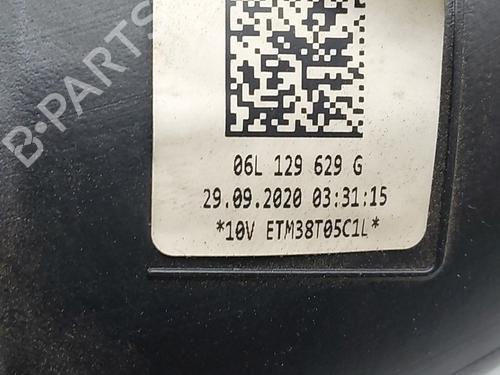 B-PARTS
06L 129 629 G
29.09.2020 03:31:15
*10V ETM38T05C1L*